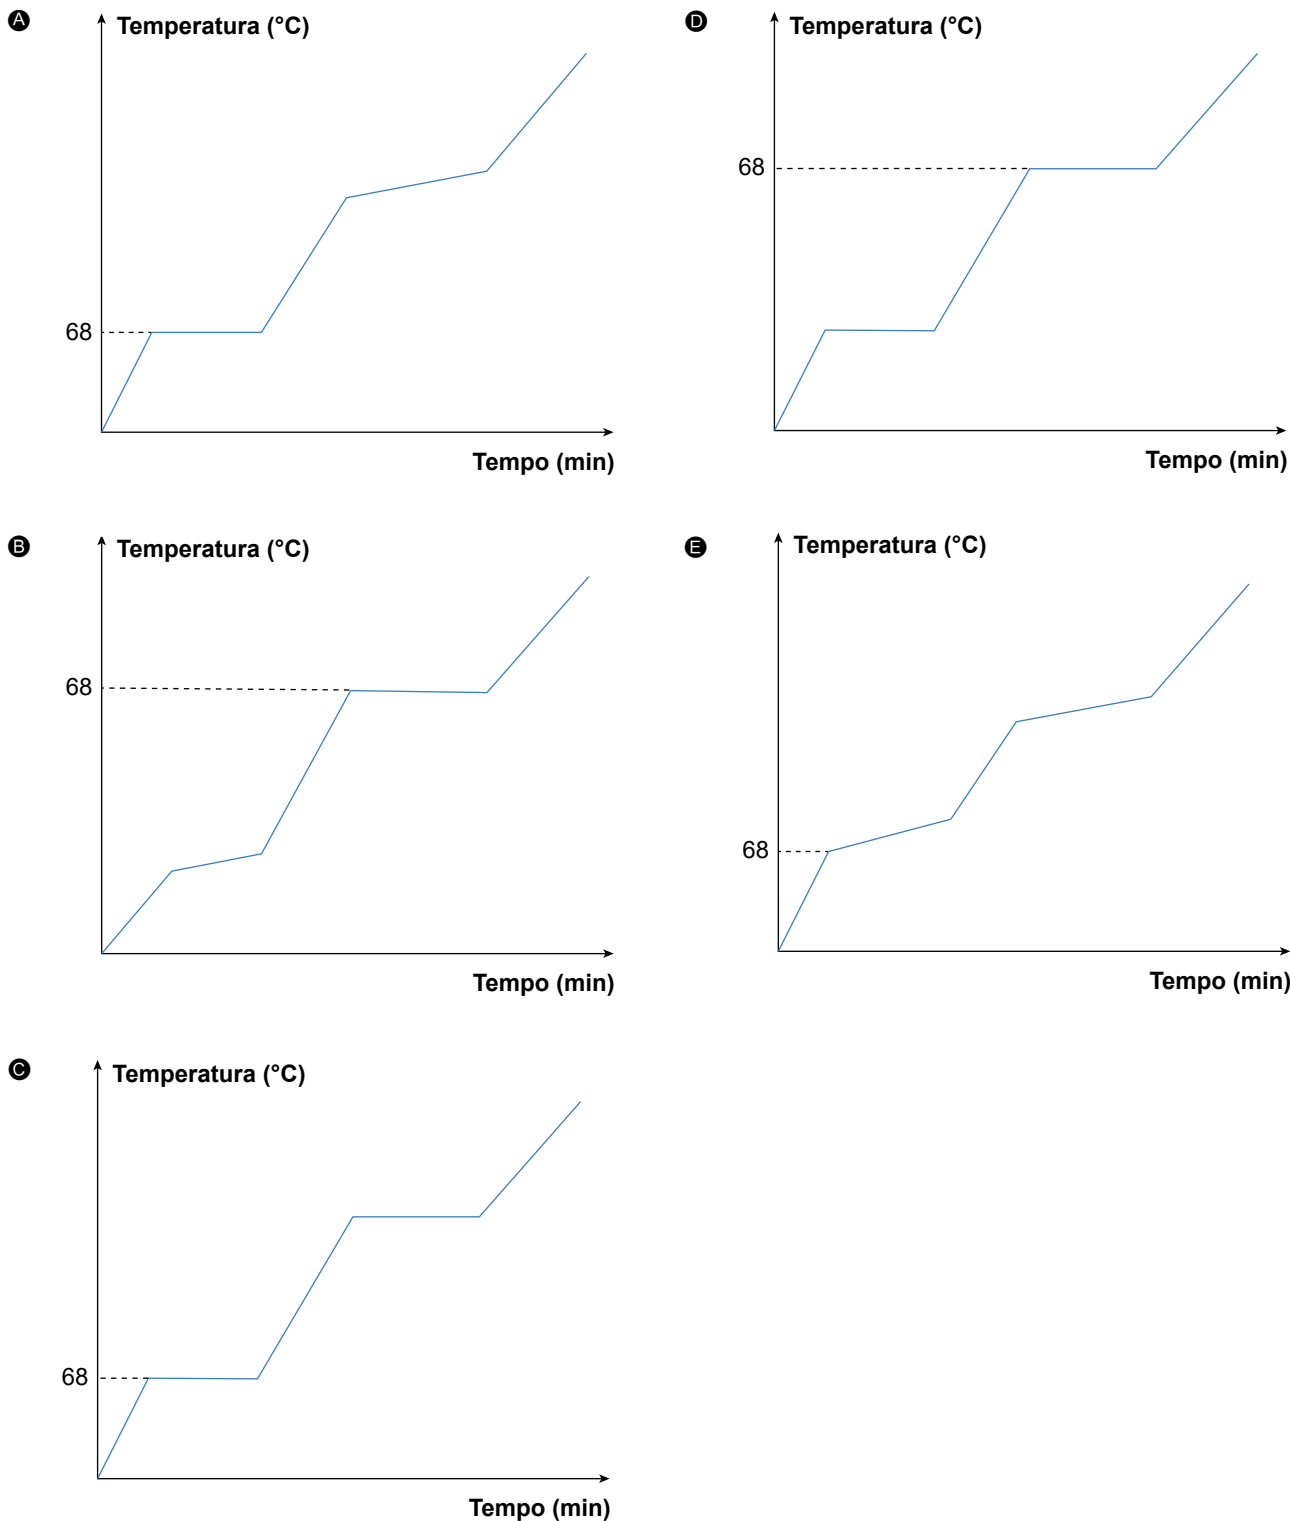 A
Temperatura (°C)
68
Tempo (min)
B
Temperatura (°C)
68
Tempo (min)
C
Temperatura (°C)
68
Tempo (min)
D
Temperatura (°C)
68
Tempo (min)
E
Temperatura (°C)
68
Tempo (min)